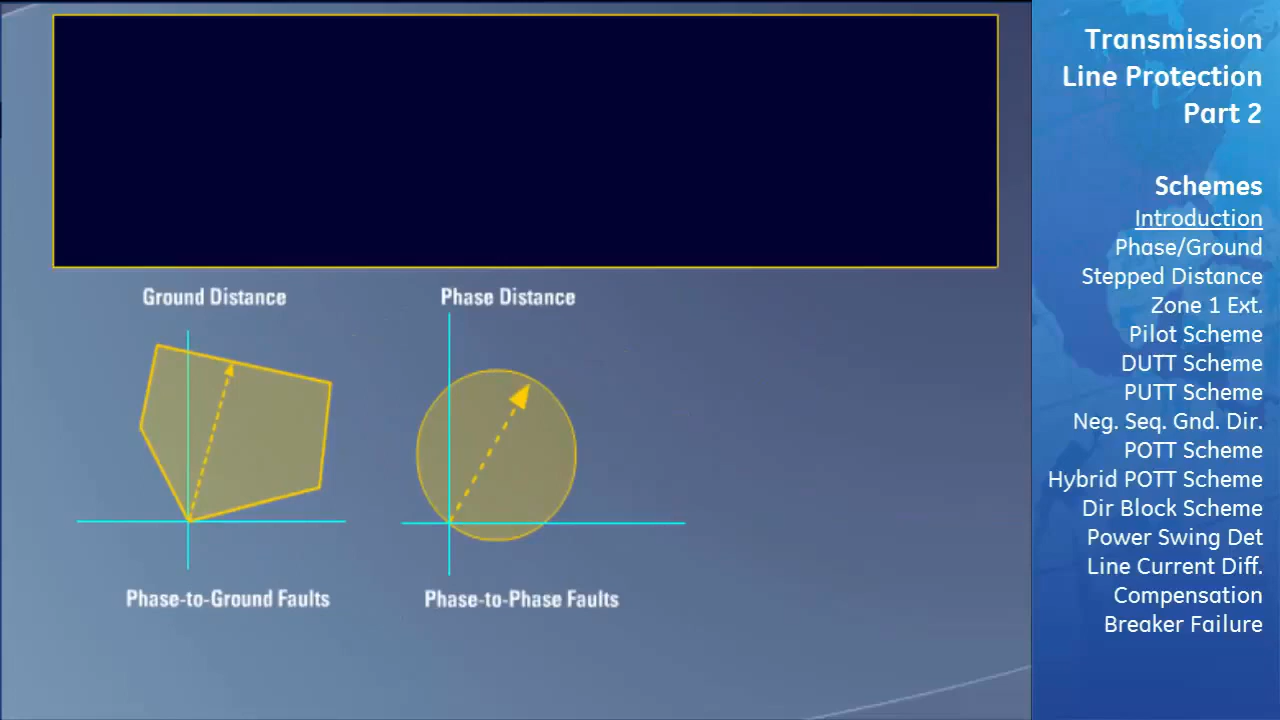 Ground Distance
Phase Distance
Phase-to-Ground Faults
Phase-to-Phase Faults
Transmission
Line Protection
Part 2
Schemes
Introduction
Phase/Ground
Stepped Distance
Zone 1 Ext.
Pilot Scheme
DUTT Scheme
PUTT Scheme
Neg. Seq. Gnd. Dir.
POTT Scheme
Hybrid POTT Scheme
Dir Block Scheme
Power Swing Det
Line Current Diff.
Compensation
Breaker Failure